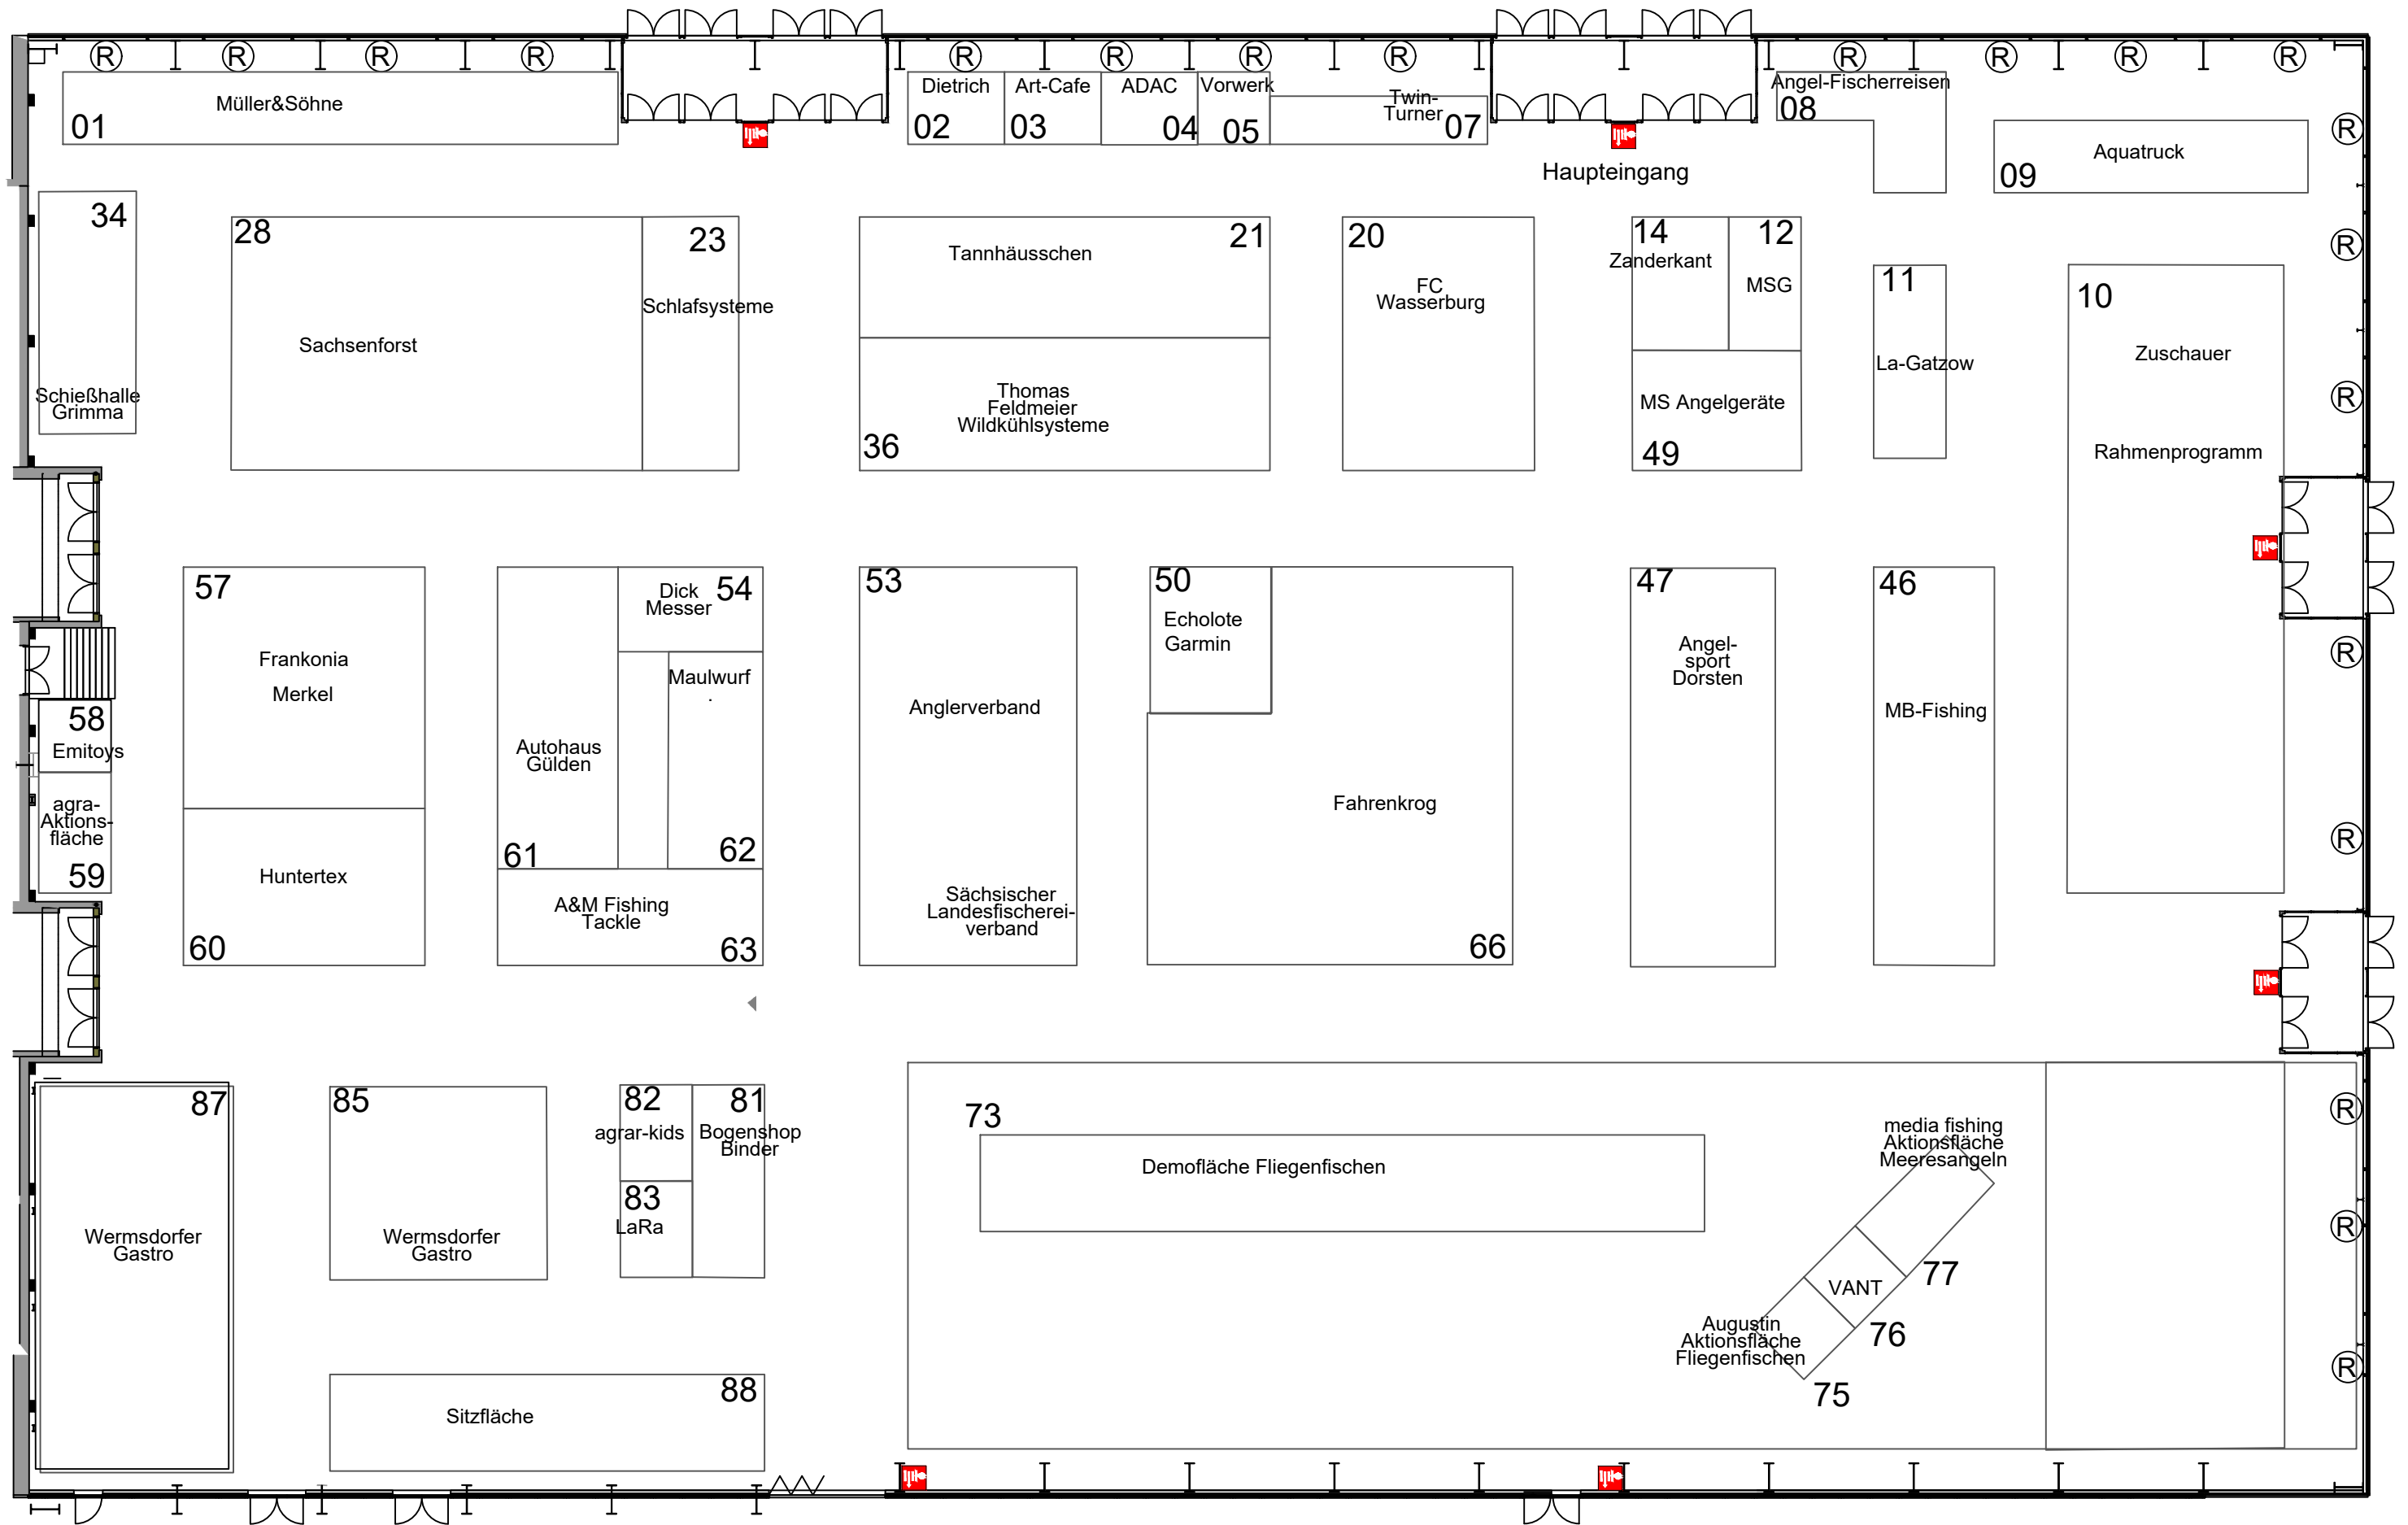 R R R R R R R R R R R R
Müller&Söhne
01
Dietrich
02
Art-Cafe
03
ADAC
04
Vorwerk
05
Twin-
Turner
07
Angel-Fischerreisen
08
Aquatruck
09
R
Haupteingang
34
Schießhalle
Grimma
28
Sachsenforst
23
Schlafsysteme
Tannhäusschen
21
Thomas
Feldmeier
Wildkühlsysteme
36
20
FC
Wasserburg
14
Zanderkant
12
MSG
MS Angelgeräte
49
11
La-Gatzow
10
Zuschauer
Rahmenprogramm
R
R
57
Frankonia
Merkel
58
Emitoys
agra-
Aktions-
fläche
59
Huntertex
60
Autohaus
Gülden
61
Dick
Messer
54
Maulwurf
.
62
A&M Fishing
Tackle
63
53
Anglerverband
Sächsischer
Landesfischerei-
verband
50
Echolote
Garmin
Fahrenkrog
66
47
Angel-
sport
Dorsten
46
MB-Fishing
R
R
87
Wermsdorfer
Gastro
85
Wermsdorfer
Gastro
82
agrar-kids
81
Bogenshop
Binder
83
LaRa
88
Sitzfläche
73
Demofläche Fliegenfischen
media fishing
Aktionsfläche
Meeresangeln
77
VANT
76
Augustin
Aktionsfläche
Fliegenfischen
75
R
R
R